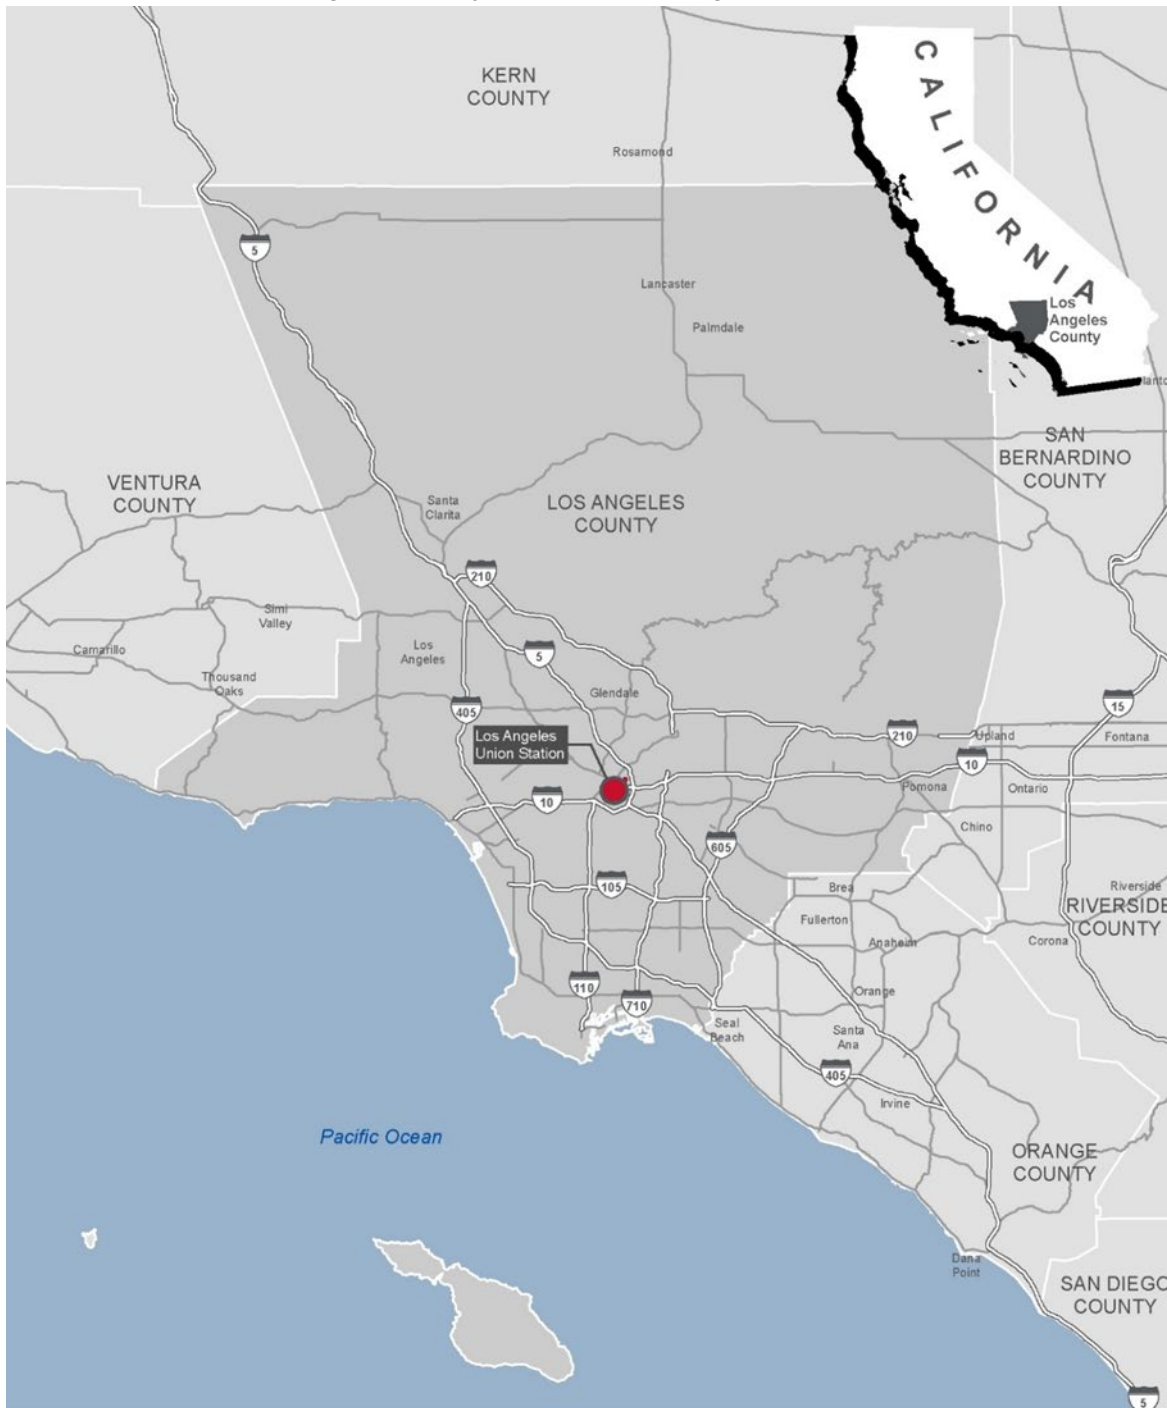 KERN
COUNTY
CALIFORNIA
Rosamond
5
Lancaster
Los
Angeles
County
Palmdale
SAN
BERNARDINO
COUNTY
VENTURA
COUNTY
Santa
Clarita
LOS ANGELES
COUNTY
210
Simi
Valley
Camarillo
Los
Angeles
5
Thousand
Oaks
Glendale
405
15
Los Angeles
Union Station
210
Upland
Fontana
10
Pomona
Ontario
10
Chino
605
105
Brea
Riverside
RIVERSIDE
COUNTY
Fullerton
Anaheim
Corona
110
710
Orange
Seal
Beach
Santa
Ana
405
Irvine
Pacific Ocean
ORANGE
COUNTY
Dana
Point
SAN DIEGO
COUNTY
5